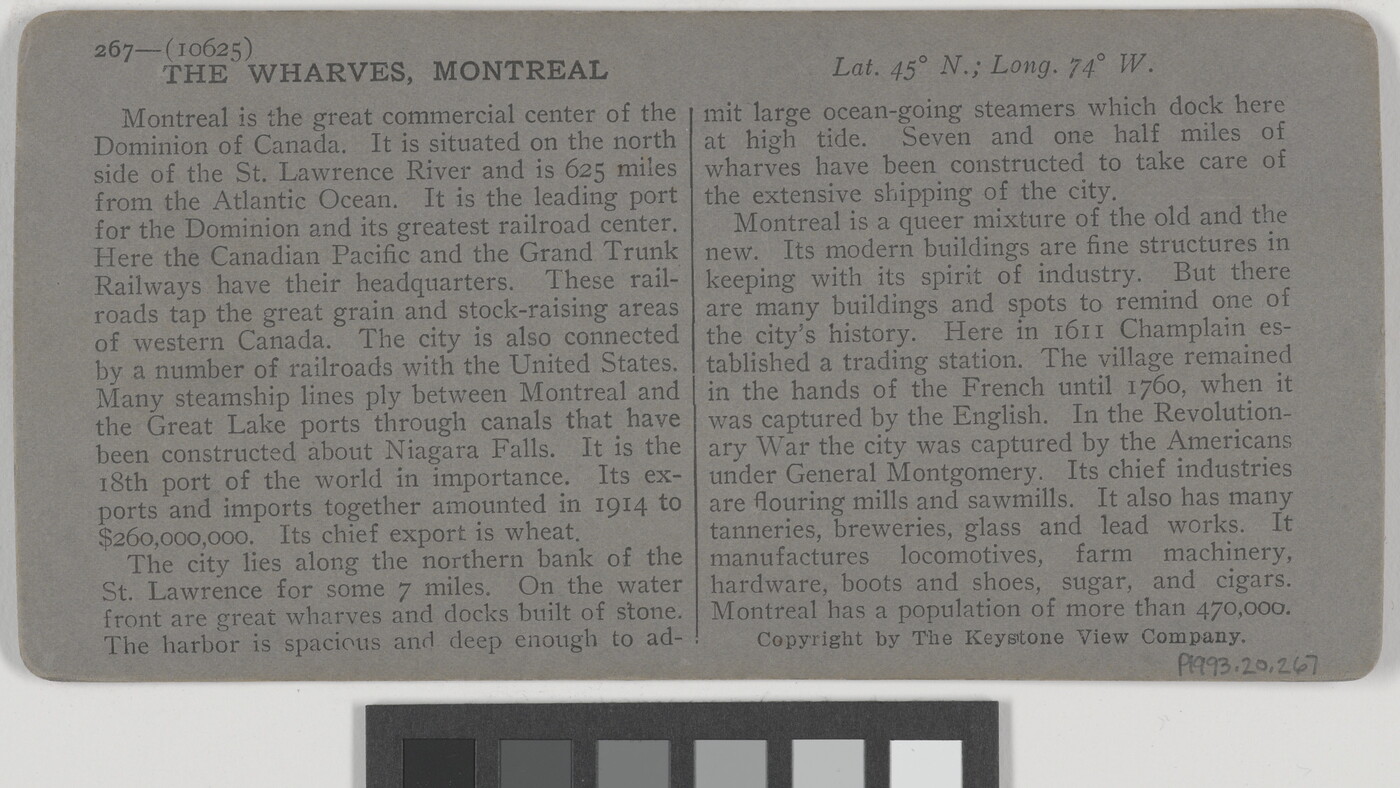 267—(10625)
THE WHARVES, MONTREAL
Lat. 45° N.; Long. 74° W.
Montreal is the great commercial center of the
Dominion of Canada. It is situated on the north
side of the St. Lawrence River and is 625 miles
from the Atlantic Ocean. It is the leading port
for the Dominion and its greatest railroad center.
Here the Canadian Pacific and the Grand Trunk
Railways have their headquarters. These rail-
roads tap the great grain and stock-raising areas
of western Canada. The city is also connected
by a number of railroads with the United States.
Many steamship lines ply between Montreal and
the Great Lake ports through canals that have
been constructed about Niagara Falls. It is the
18th port of the world in importance. Its ex-
ports and imports together amounted in 1914 to
$260,000,000. Its chief export is wheat.
The city lies along the northern bank of the
St. Lawrence for some 7 miles. On the water
front are great wharves and docks built of stone.
The harbor is spacious and deep enough to ad-
mit large ocean-going steamers which dock here
at high tide. Seven and one half miles of
wharves have been constructed to take care of
the extensive shipping of the city.
Montreal is a queer mixture of the old and the
new. Its modern buildings are fine structures in
keeping with its spirit of industry. But there
are many buildings and spots to remind one of
the city's history. Here in 1611 Champlain es-
tablished a trading station. The village remained
in the hands of the French until 1760, when it
was captured by the English. In the Revolution-
ary War the city was captured by the Americans
under General Montgomery. Its chief industries
are flouring mills and sawmills. It also has many
tanneries, breweries, glass and lead works. It
manufactures locomotives, farm machinery,
hardware, boots and shoes, sugar, and cigars.
Montreal has a population of more than 470,000.
Copyright by The Keystone View Company.
P1993.20.267